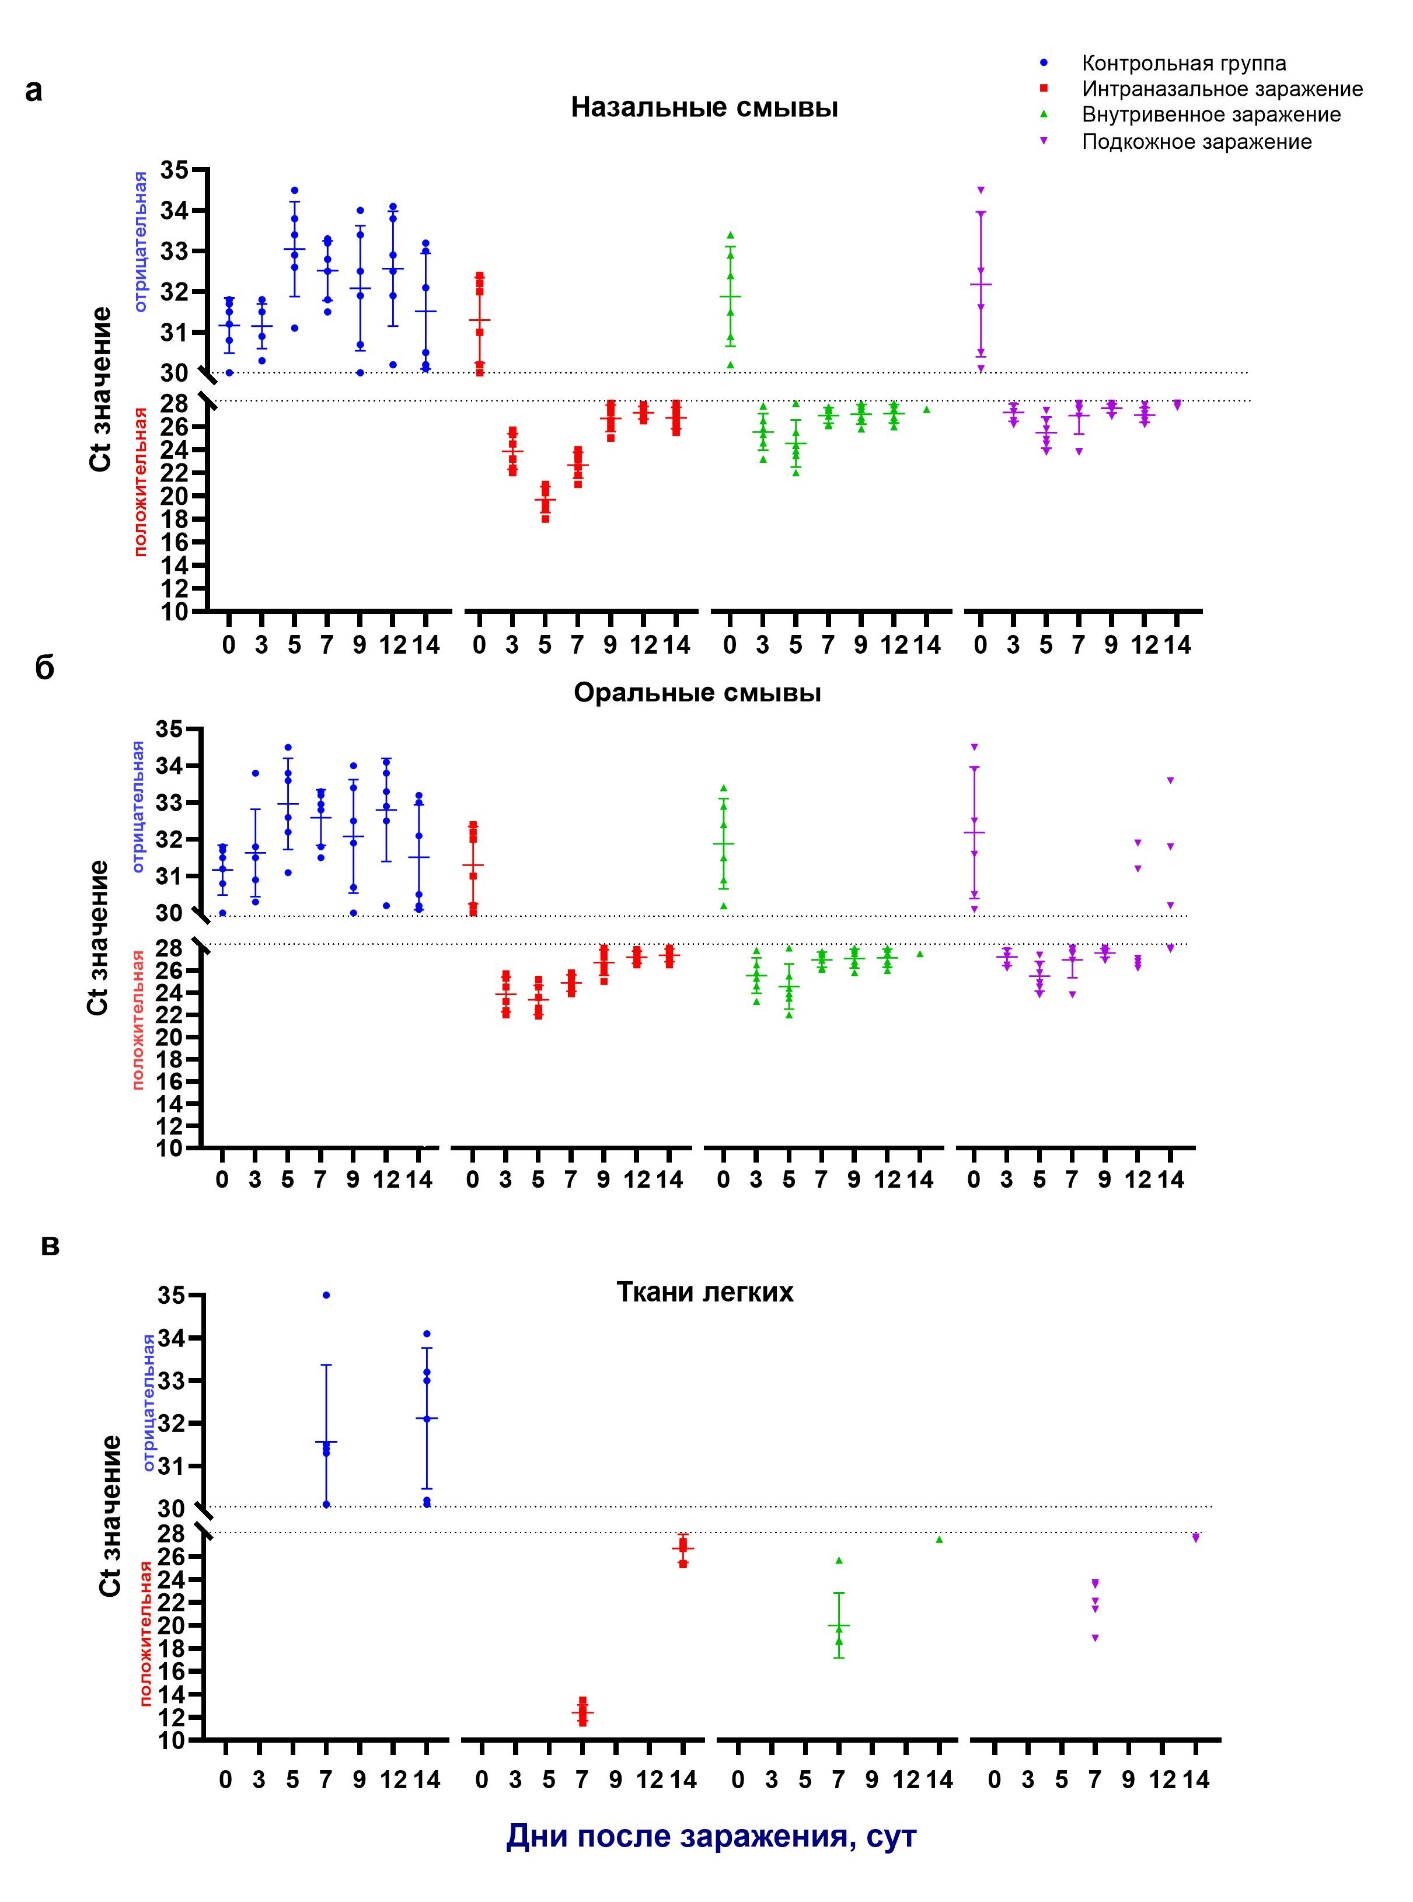 а
Контрольная группа
Интраназальное заражение
Внутривенное заражение
Подкожное заражение
Назальные смывы
Ct значение
отрицательная
положительная
35
34
33
32
31
30
28
26
24
22
20
18
16
14
12
10
0 3 5 7 9 12 14 0 3 5 7 9 12 14 0 3 5 7 9 12 14 0 3 5 7 9 12 14
б
Оральные смывы
Ct значение
отрицательная
положительная
35
34
33
32
31
30
28
26
24
22
20
18
16
14
12
10
0 3 5 7 9 12 14 0 3 5 7 9 12 14 0 3 5 7 9 12 14 0 3 5 7 9 12 14
в
Ткани легких
Ct значение
отрицательная
положительная
35
34
33
32
31
30
28
26
24
22
20
18
16
14
12
10
0 3 5 7 9 12 14 0 3 5 7 9 12 14 0 3 5 7 9 12 14 0 3 5 7 9 12 14
Дни после заражения, сут